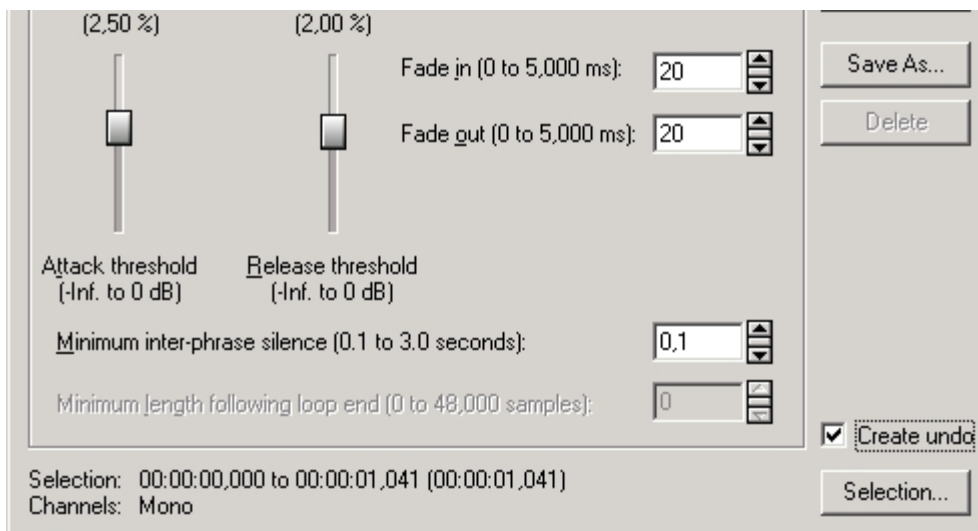 (2,50 %) (2,00 %)
Fade in (0 to 5,000 ms): 20
Save As...
Fade out (0 to 5,000 ms): 20
Delete
Attack threshold
(-Inf. to 0 dB)
Release threshold
(-Inf. to 0 dB)
Minimum inter-phrase silence (0.1 to 3.0 seconds): 0,1
Minimum length following loop end (0 to 48,000 samples): 0
Create undo
Selection: 00:00:00,000 to 00:00:01,041 (00:00:01,041)
Channels: Mono
Selection...